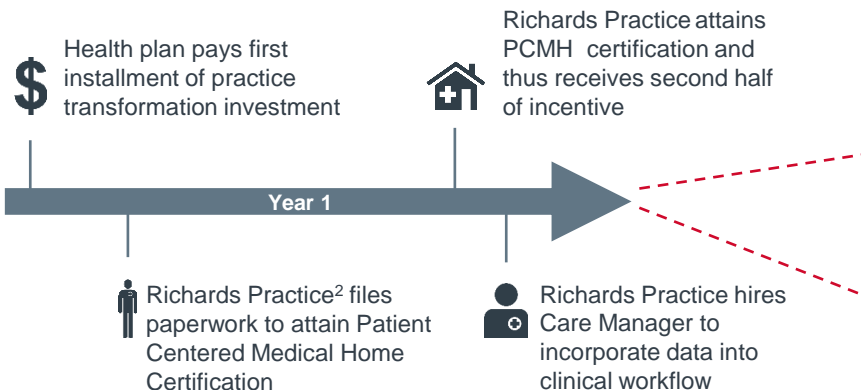 Health plan pays first
installment of practice
transformation investment
Richards Practice attains
PCMH certification and
thus receives second half
of incentive
Year 1
Richards Practice² files
paperwork to attain Patient
Centered Medical Home
Certification
Richards Practice hires
Care Manager to
incorporate data into
clinical workflow